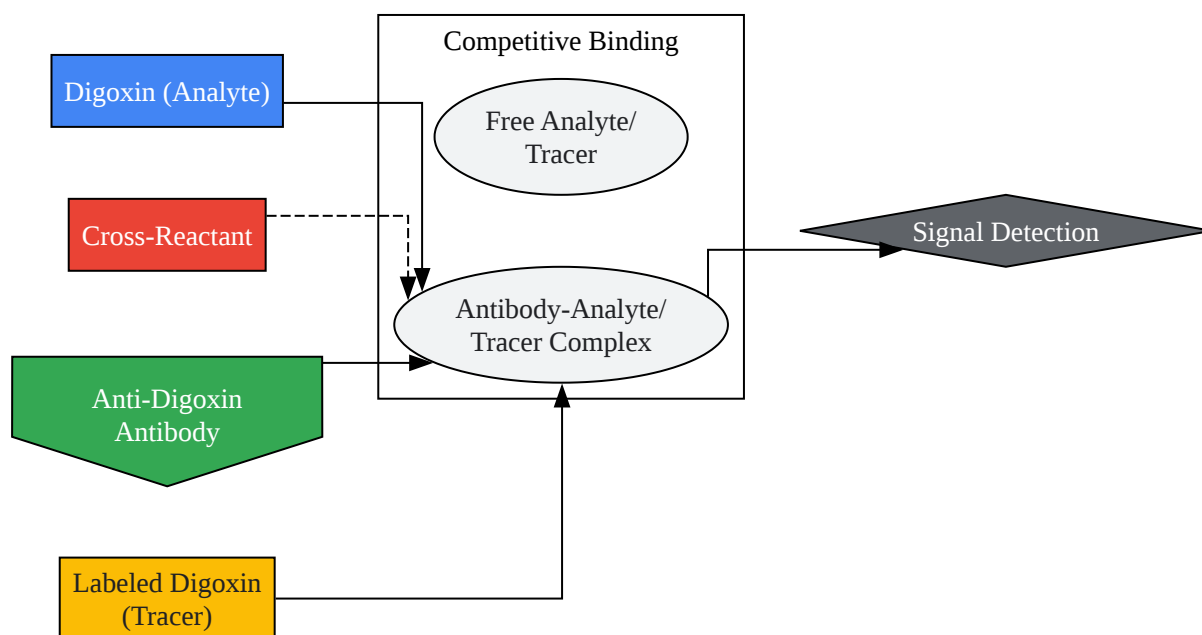 Competitive Binding
Digoxin (Analyte)
Free Analyte/
Tracer
Cross-Reactant
Signal Detection
Antibody-Analyte/
Tracer Complex
Anti-Digoxin
Antibody
Labeled Digoxin
(Tracer)